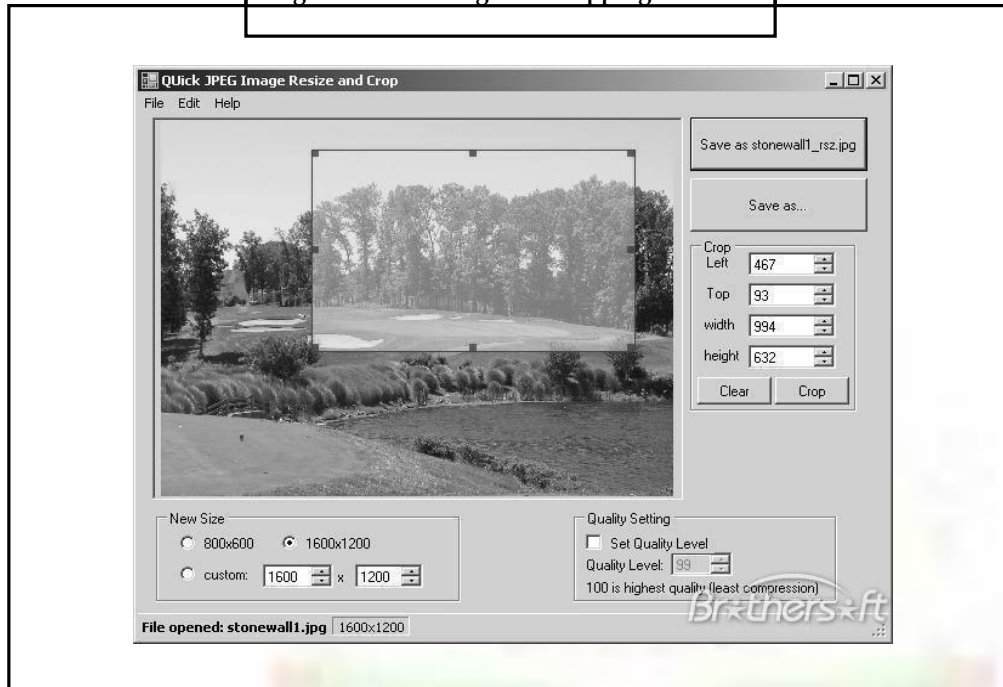 QUick JPEG Image Resize and Crop
File Edit Help
Save as stonewall1_rsz.jpg
Save as...
Crop
Left 467
Top 93
width 994
height 632
Clear Crop
New Size
800x600 1600x1200
custom: 1600 x 1200
Quality Setting
Set Quality Level
Quality Level: 99
100 is highest quality (least compression)
Brothersoft
File opened: stonewall1.jpg 1600x1200